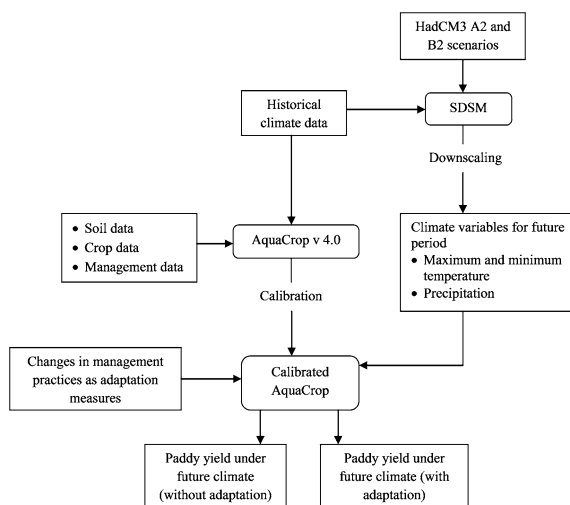 HadCM3 A2 and
B2 scenarios
Historical
climate data
SDSM
Downscaling
• Soil data
• Crop data
• Management data
AquaCrop v 4.0
Climate variables for future
period
• Maximum and minimum
temperature
• Precipitation
Calibration
Changes in management
practices as adaptation
measures
Calibrated
AquaCrop
Paddy yield under
future climate
(without adaptation)
Paddy yield under
future climate (with
adaptation)